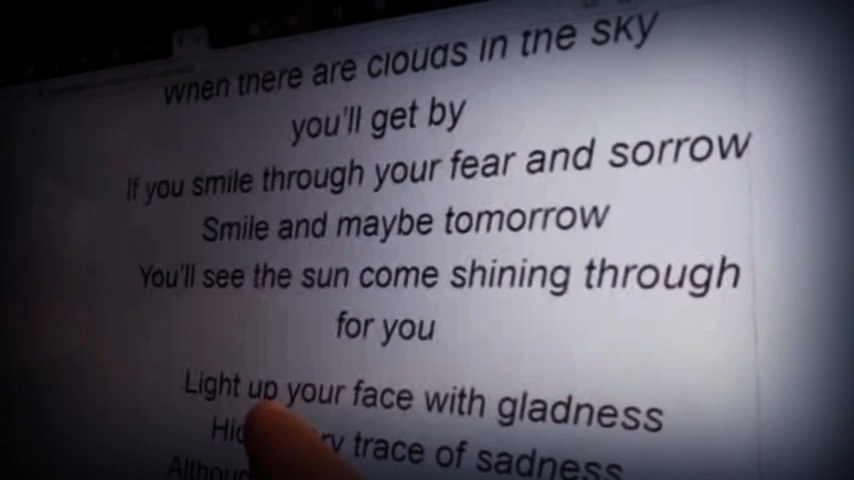 when there are clouds in the sky
you'll get by
If you smile through your fear and sorrow
Smile and maybe tomorrow
You'll see the sun come shining through
for you
Light up your face with gladness
trace of sadness